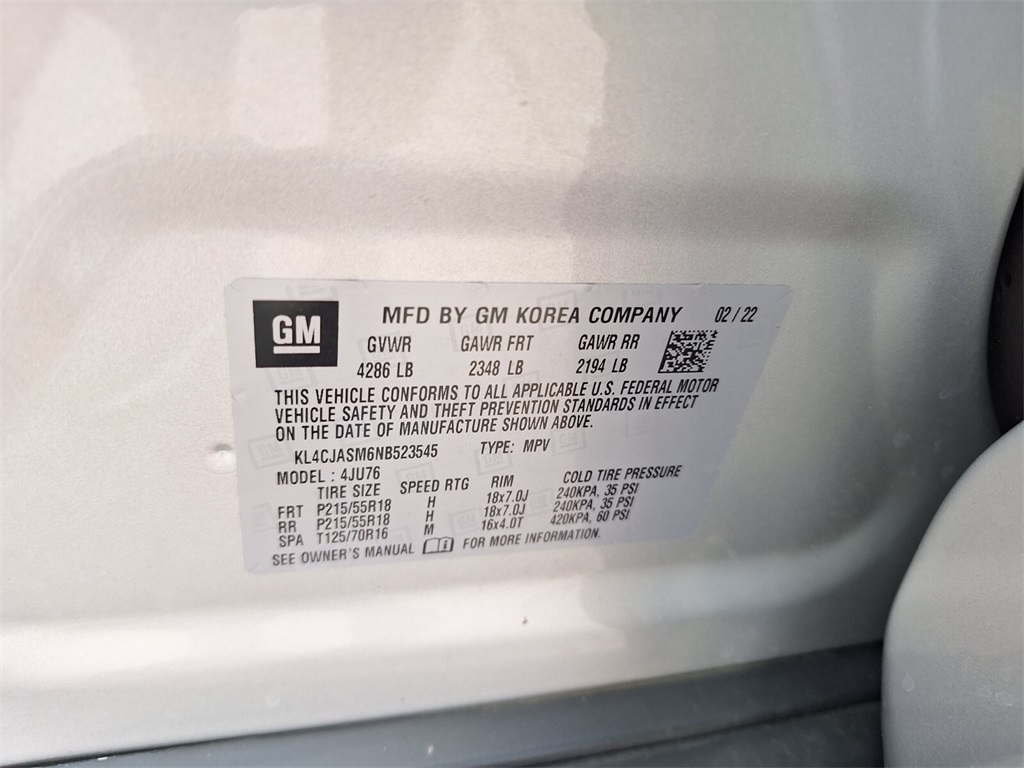 GM
MFD BY GM KOREA COMPANY 02/22
GVWR GAWR FRT GAWR RR
4286 LB 2348 LB 2194 LB
THIS VEHICLE CONFORMS TO ALL APPLICABLE U.S. FEDERAL MOTOR
VEHICLE SAFETY AND THEFT PREVENTION STANDARDS IN EFFECT
ON THE DATE OF MANUFACTURE SHOWN ABOVE.
KL4CJASM6NB523545 TYPE: MPV
MODEL: 4JU76
TIRE SIZE SPEED RTG RIM COLD TIRE PRESSURE
FRT P215/55R18 H 18x7.0J 240KPA, 35 PSI
RR P215/55R18 H 18x7.0J 240KPA, 35 PSI
SPA T125/70R16 M 16x4.0T 420KPA, 60 PSI
SEE OWNER'S MANUAL FOR MORE INFORMATION.